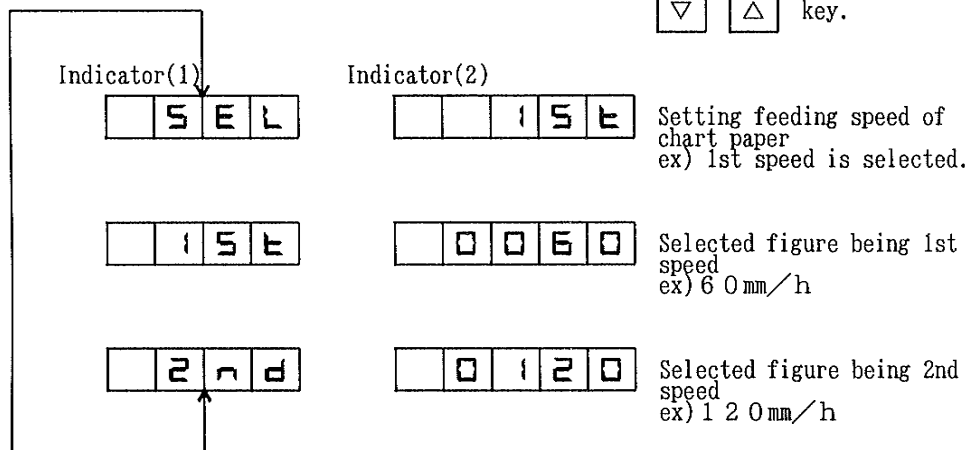 ▽ △ key.
Indicator(1) Indicator(2)
SEL 1St Setting feeding speed of
chart paper
ex) 1st speed is selected.
1St 0060 Selected figure being 1st
speed
ex) 60mm/h
2nd 0120 Selected figure being 2nd
speed
ex) 120mm/h